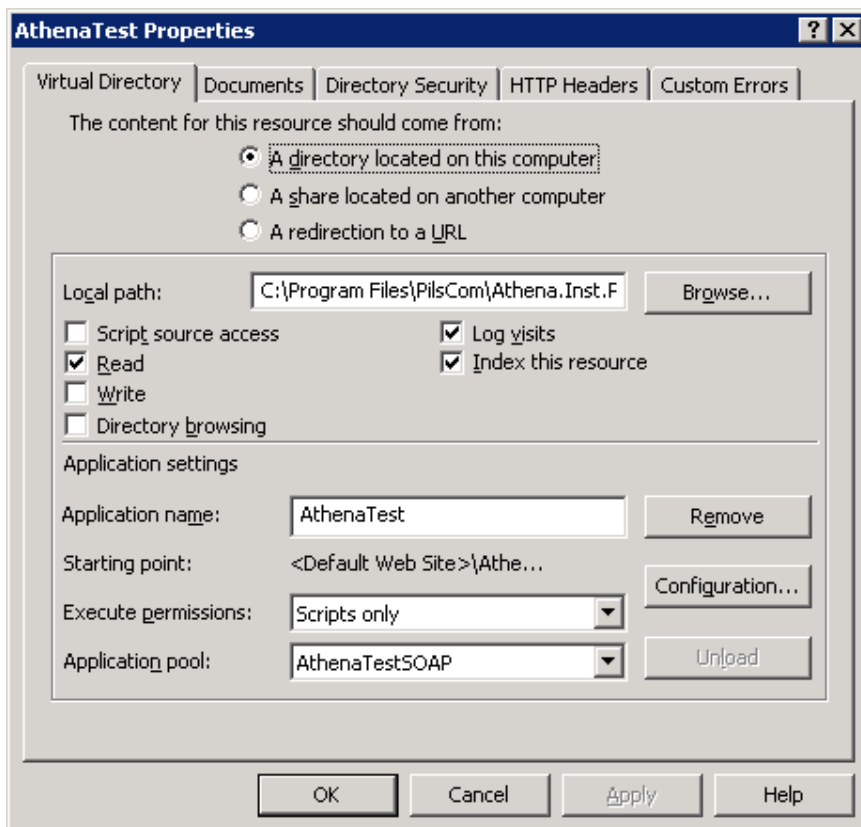 AthenaTest Properties
Virtual Directory Documents Directory Security HTTP Headers Custom Errors
The content for this resource should come from:
A directory located on this computer
A share located on another computer
A redirection to a URL
Local path: C:\Program Files\PilsCom\Athena.Inst.F Browse...
Script source access Log visits
Read Index this resource
Write
Directory browsing
Application settings
Application name: AthenaTest Remove
Starting point: <Default Web Site>\Athe...
Configuration...
Execute permissions: Scripts only
Application pool: AthenaTestSOAP Unload
OK Cancel Apply Help